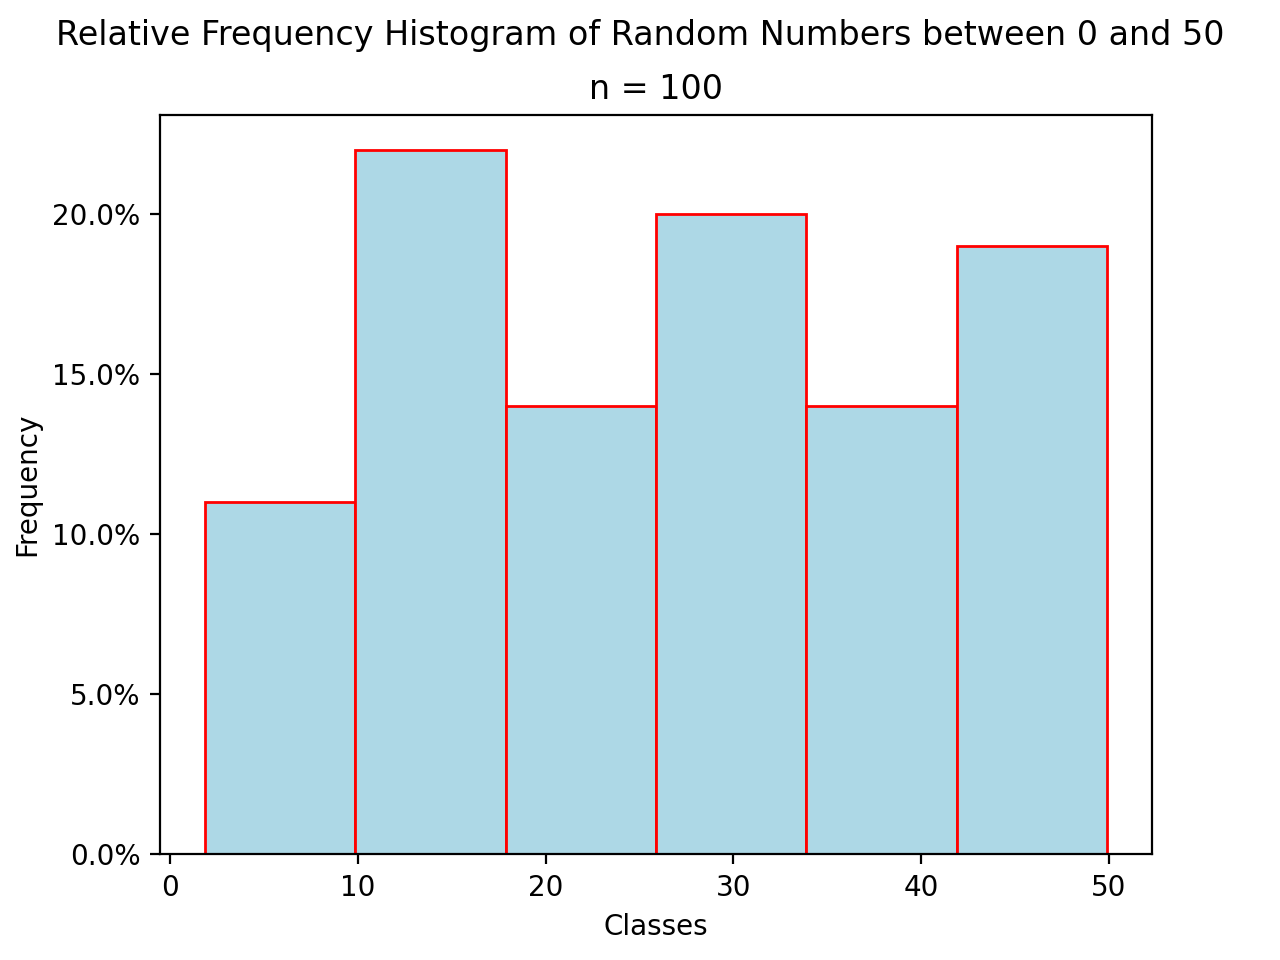 Relative Frequency Histogram of Random Numbers between 0 and 50
n = 100
20.0%
15.0%
10.0%
5.0%
0.0%
Frequency
0 10 20 30 40 50
Classes